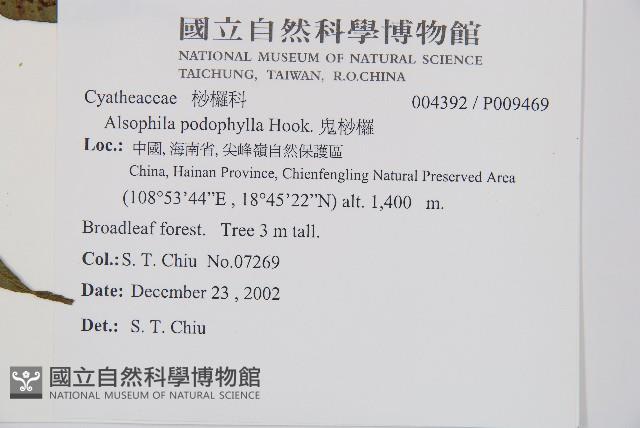 國立自然科學博物館
NATIONAL MUSEUM OF NATURAL SCIENCE
TAICHUNG, TAIWAN, R.O.CHINA
Cyatheaceae 桫欏科 004392 / P009469
Alsophila podophylla Hook. 鬼桫欏
Loc.: 中國, 海南省, 尖峰嶺自然保護區
China, Hainan Province, Chienfengling Natural Preserved Area
(108°53'44"E , 18°45'22"N) alt. 1,400 m.
Broadleaf forest. Tree 3 m tall.
Col.: S. T. Chiu No.07269
Date: December 23 , 2002
Det.: S. T. Chiu
國立自然科學博物館
NATIONAL MUSEUM OF NATURAL SCIENCE